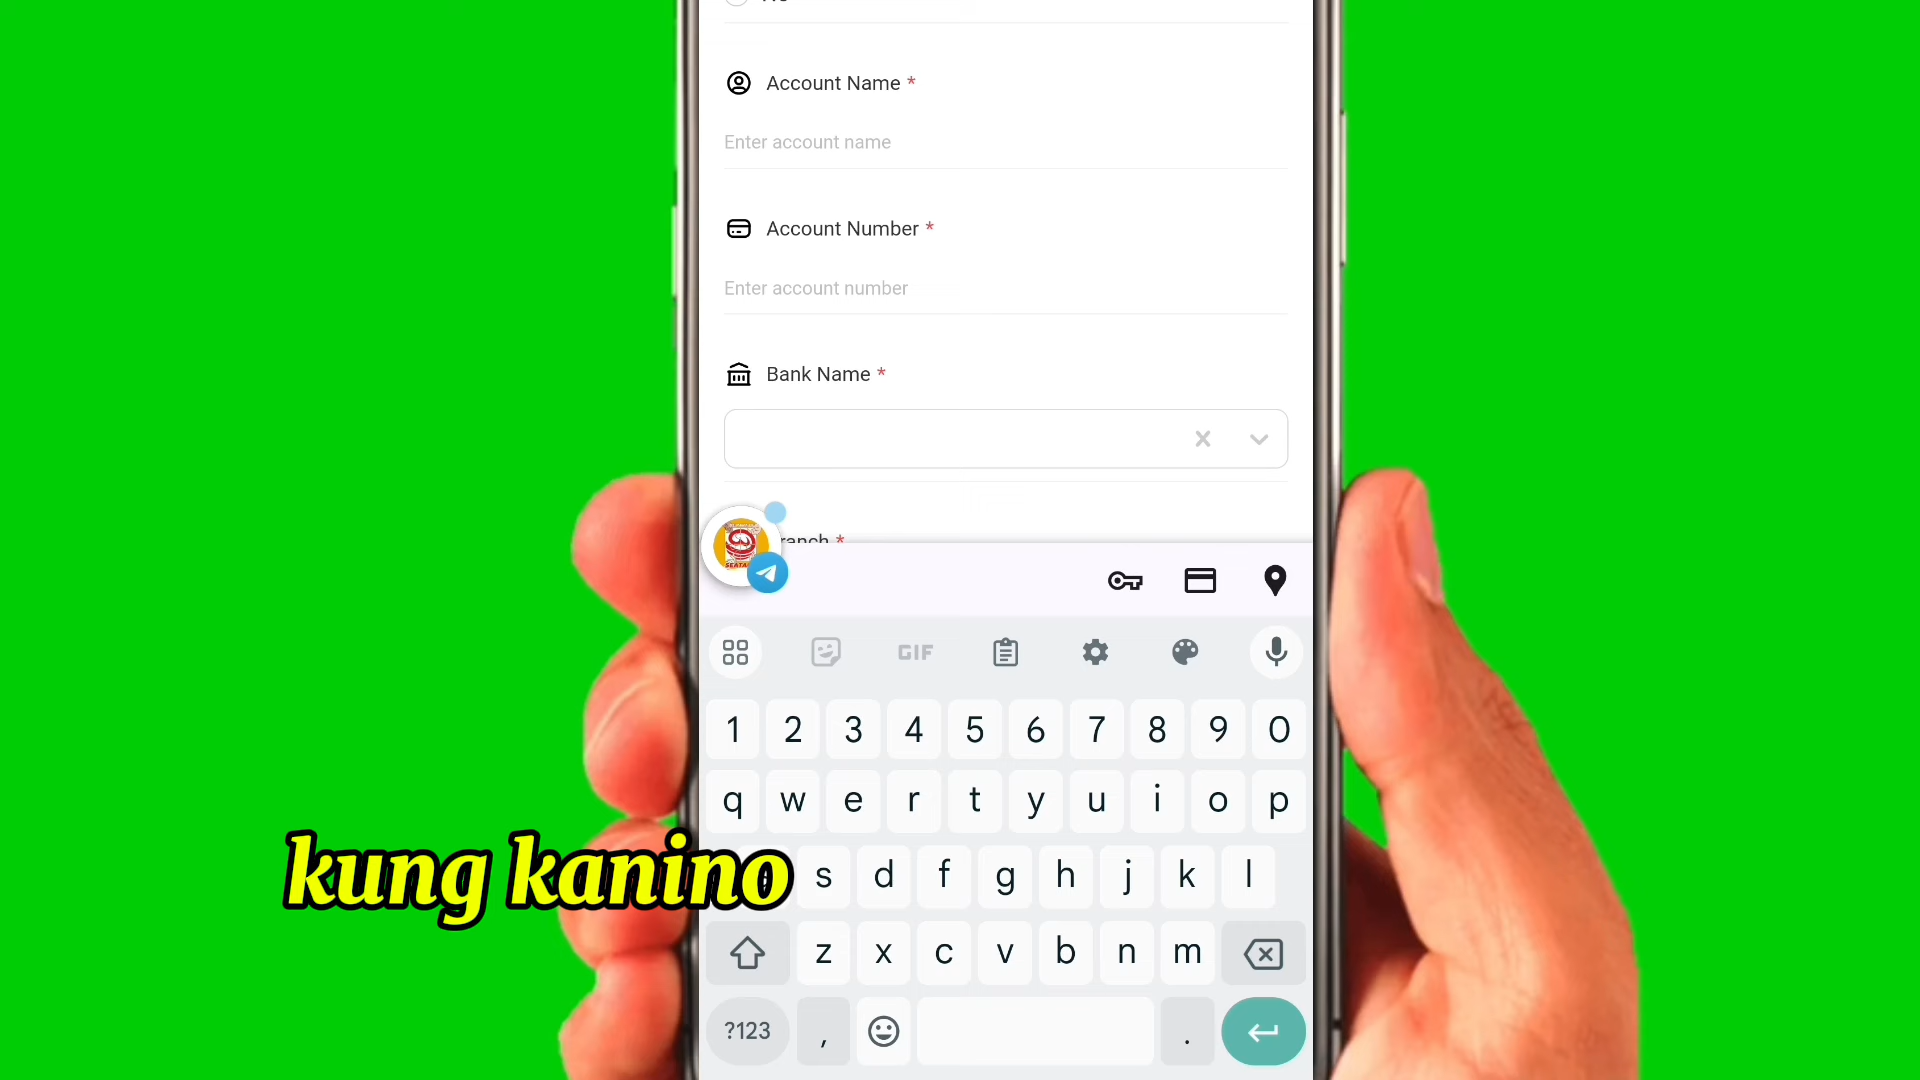 Account Name *
Enter account name
Account Number *
Enter account number
Bank Name *
ranch *
SEATA
GIF
1 2 3 4 5 6 7 8 9 0
q w e r t y u i o p
s d f g h j k l
kung kanino
z x c v b n m
?123 , .